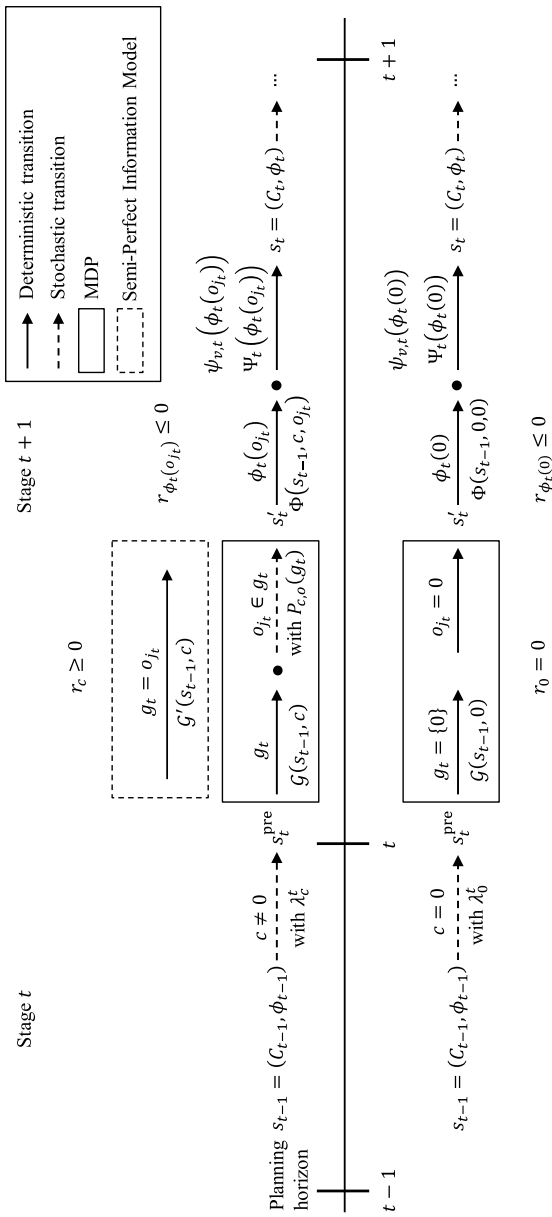 Stage t
Stage t + 1
Deterministic transition
Stochastic transition
MDP
Semi-Perfect Information Model
r_c ≥ 0
r_{ϕ_t(o_{j_t})} ≤ 0
g_t = o_{j_t}
𝒢′(s_{t−1}, c)
Planning
horizon
s_{t−1} = (C_{t−1}, ϕ_{t−1})
c ≠ 0
with λ_c^t
s_t^{pre}
g_t
𝒢(s_{t−1}, c)
o_{j_t} ∈ g_t
with P_{c,o}(g_t)
s_t′
ϕ_t(o_{j_t})
Φ(s_{t−1}, c, o_{j_t})
ψ_{v,t}(ϕ_t(o_{j_t}))
Ψ_t(ϕ_t(o_{j_t}))
s_t = (C_t, ϕ_t)
...
t − 1
t
t + 1
s_{t−1} = (C_{t−1}, ϕ_{t−1})
c = 0
with λ_0^t
s_t^{pre}
g_t = {0}
𝒢(s_{t−1}, 0)
o_{j_t} = 0
s_t′
ϕ_t(0)
Φ(s_{t−1}, 0,0)
ψ_{v,t}(ϕ_t(0))
Ψ_t(ϕ_t(0))
s_t = (C_t, ϕ_t)
...
r_0 = 0
r_{ϕ_t(0)} ≤ 0